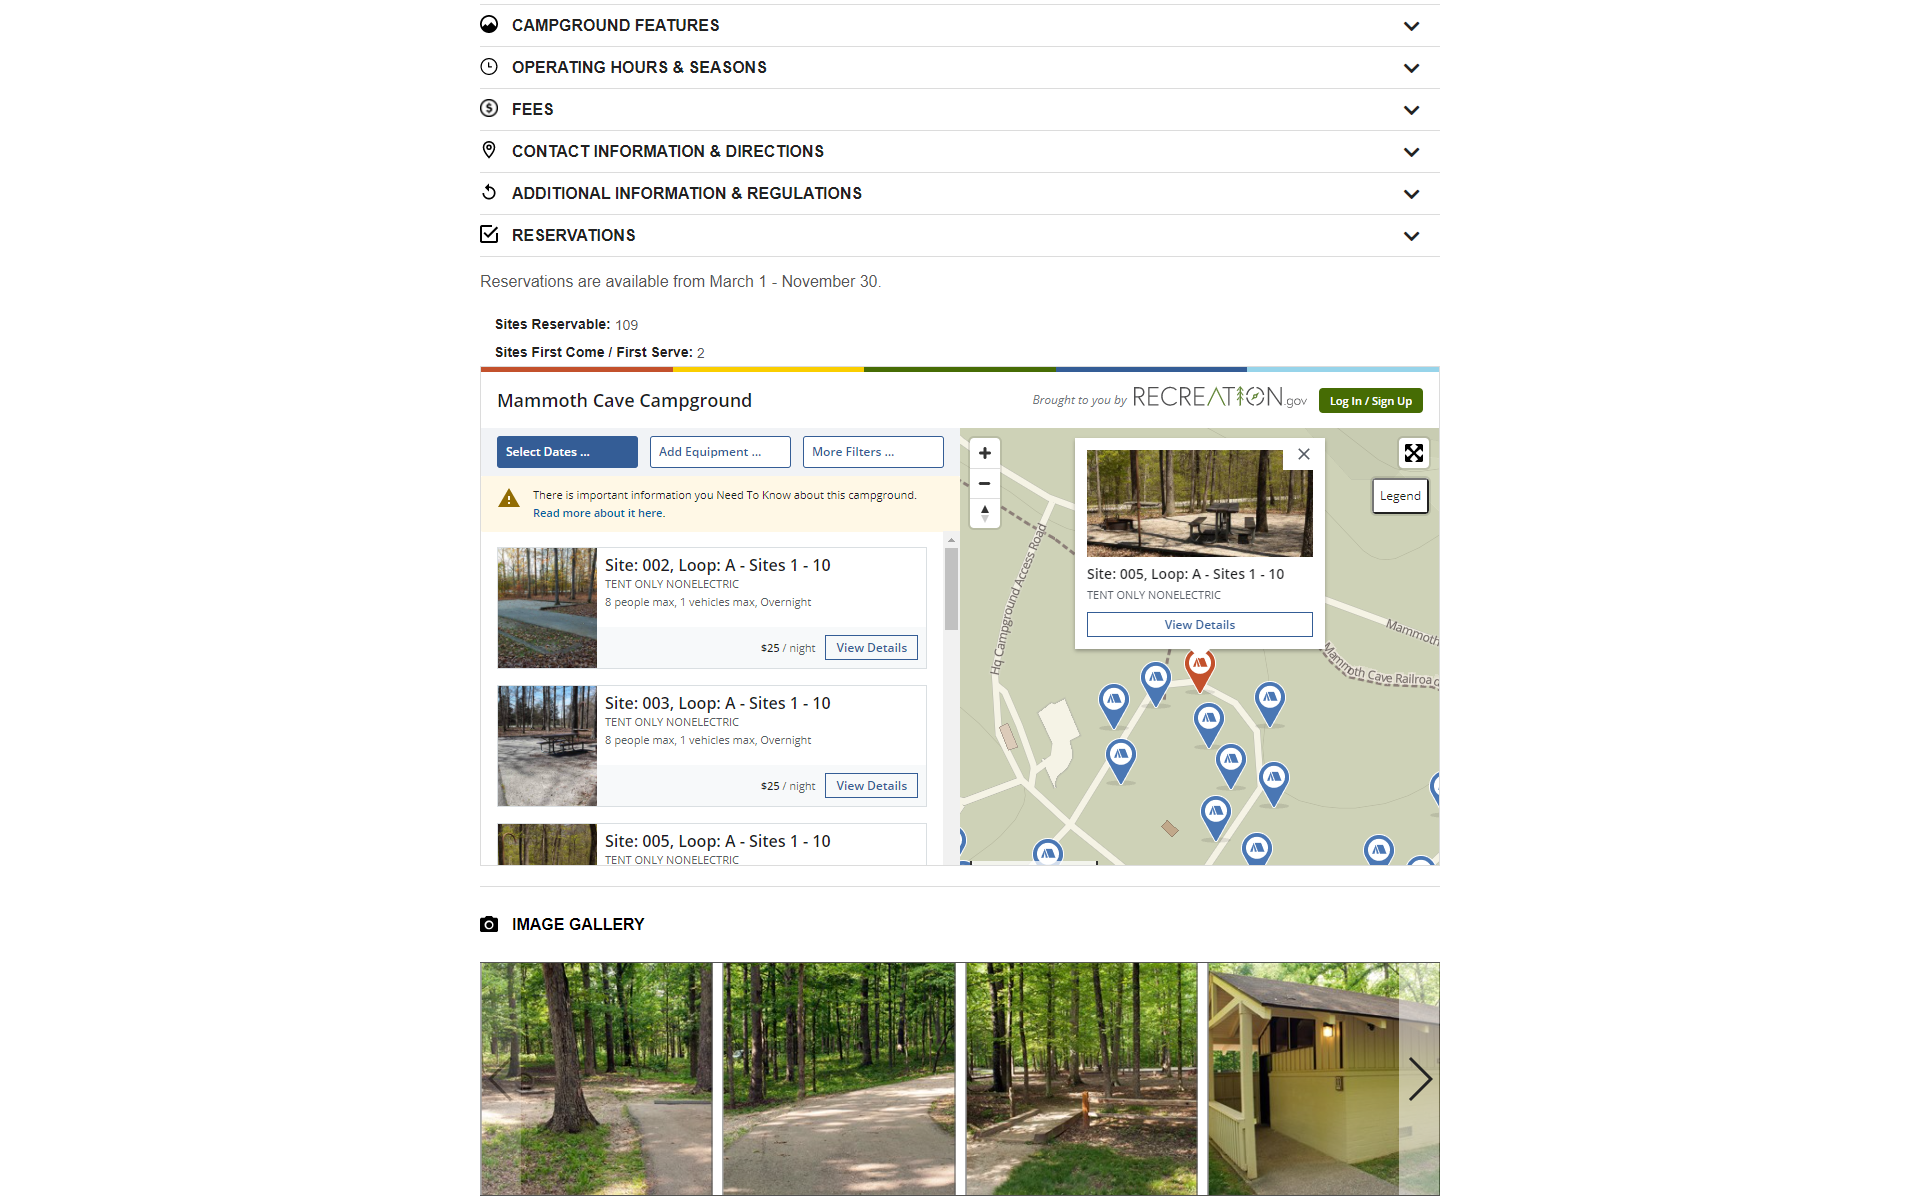 CAMPGROUND FEATURES
OPERATING HOURS & SEASONS
FEES
CONTACT INFORMATION & DIRECTIONS
ADDITIONAL INFORMATION & REGULATIONS
RESERVATIONS
Reservations are available from March 1 - November 30.
Sites Reservable: 109
Sites First Come / First Serve: 2
Mammoth Cave Campground
Brought to you by RECREATION.gov
Log In / Sign Up
Select Dates ...
Add Equipment ...
More Filters ...
There is important information you Need To Know about this campground.
Read more about it here.
Site: 002, Loop: A - Sites 1 - 10
TENT ONLY NONELECTRIC
8 people max, 1 vehicles max, Overnight
$25 / night
View Details
Site: 003, Loop: A - Sites 1 - 10
TENT ONLY NONELECTRIC
8 people max, 1 vehicles max, Overnight
$25 / night
View Details
Site: 005, Loop: A - Sites 1 - 10
TENT ONLY NONELECTRIC
Legend
Site: 005, Loop: A - Sites 1 - 10
TENT ONLY NONELECTRIC
View Details
Hq Campground Access Road
Mammoth
Mammoth Cave Railroad
IMAGE GALLERY